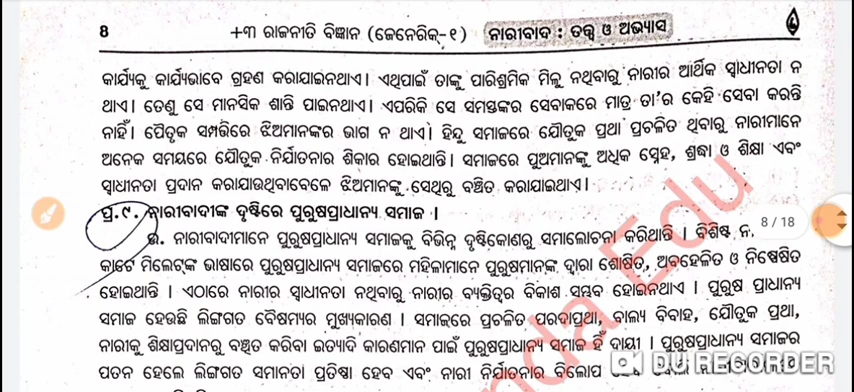 8 +୩ ରାଜନୀତି ବିଜ୍ଞାନ (ଜେନେରିକ୍-୧) ନାରୀବାଦ : ତତ୍ତ୍ଵ ଓ ଅଭ୍ୟାସ
କାର୍ଯ୍ୟକୁ କାର୍ଯ୍ୟଭାବେ ଗ୍ରହଣ କରାଯାଇନଥାଏ। ଏଥିପାଇଁ ତାଙ୍କୁ ପାରିଶ୍ରମିକ ମିଳୁ ନଥିବାରୁ ନାରୀର ଆର୍ଥିକ ସ୍ୱାଧୀନତା ନ
ଥାଏ। ତେଣୁ ସେ ମାନସିକ ଶାନ୍ତି ପାଇନଥାଏ। ଏପରିକି ସେ ସମସ୍ତଙ୍କର ସେବାକରେ ମାତ୍ର ତା'ର କେହି ସେବା କରନ୍ତି
ନାହିଁ। ପୈତୃକ ସମ୍ପତ୍ତିରେ ଝିଅମାନଙ୍କର ଭାଗ ନ ଥାଏ। ହିନ୍ଦୁ ସମାଜରେ ଯୌତୁକ ପ୍ରଥା ପ୍ରଚଳିତ ଥିବାରୁ ନାରୀମାନେ
ଅନେକ ସମୟରେ ଯୌତୁକ ନିର୍ଯାତନାର ଶିକାର ହୋଇଥାନ୍ତି। ସମାଜରେ ପୁଅମାନଙ୍କୁ ଅଧିକ ସ୍ନେହ, ଶ୍ରଦ୍ଧା ଓ ଶିକ୍ଷା ଏବଂ
ସ୍ୱାଧୀନତା ପ୍ରଦାନ କରାଯାଉଥିବାବେଳେ ଝିଅମାନଙ୍କୁ ସେଥିରୁ ବଞ୍ଚିତ କରାଯାଇଥାଏ।
ପ୍ର.୯. ନାରୀବାଦୀଙ୍କ ଦୃଷ୍ଟିରେ ପୁରୁଷପ୍ରାଧାନ୍ୟ ସମାଜ ।
8 / 18
ଉ. ନାରୀବାଦୀମାନେ ପୁରୁଷପ୍ରାଧାନ୍ୟ ସମାଜକୁ ବିଭିନ୍ନ ଦୃଷ୍ଟିକୋଣରୁ ସମାଲୋଚନା କରିଥାନ୍ତି । ବିଶିଷ୍ଟ ନ
କାଟେ ମିଲେଟ୍‌ଙ୍କ ଭାଷାରେ ପୁରୁଷପ୍ରାଧାନ୍ୟ ସମାଜରେ ମହିଳାମାନେ ପୁରୁଷମାନଙ୍କ ଦ୍ୱାରା ଶୋଷିତ, ଅବହେଳିତ ଓ ନିଷେଷିତ
ହୋଇଥାନ୍ତି । ଏଠାରେ ନାରୀର ସ୍ୱାଧୀନତା ନଥିବାରୁ ନାରୀର ବ୍ୟକ୍ତିତ୍ୱର ବିକାଶ ସମ୍ଭବ ହୋଇନଥାଏ । ପୁରୁଷ ପ୍ରାଧାନ୍ୟ
ସମାଜ ହେଉଛି ଲିଙ୍ଗଗତ ବୈଷମ୍ୟର ମୁଖ୍ୟକାରଣ । ସମାଜରେ ପ୍ରଚଳିତ ପରଦାପ୍ରଥା, ବାଲ୍ୟ ବିବାହ, ଯୌତୁକ ପ୍ରଥା,
ନାରୀକୁ ଶିକ୍ଷାପ୍ରଦାନରୁ ବଞ୍ଚିତ କରିବା ଇତ୍ୟାଦି କାରଣମାନ ପାଇଁ ପୁରୁଷପ୍ରାଧାନ୍ୟ ସମାଜ ହିଁ ଦାୟୀ । ପୁରୁଷପ୍ରାଧାନ୍ୟ ସମାଜର
ପତନ ହେଲେ ଲିଙ୍ଗଗତ ସମାନତା ପ୍ରତିଷ୍ଠା ହେବ ଏବଂ ନାରୀ ନିର୍ଯାତନାର ବିଲୋପ
DU RECORDER